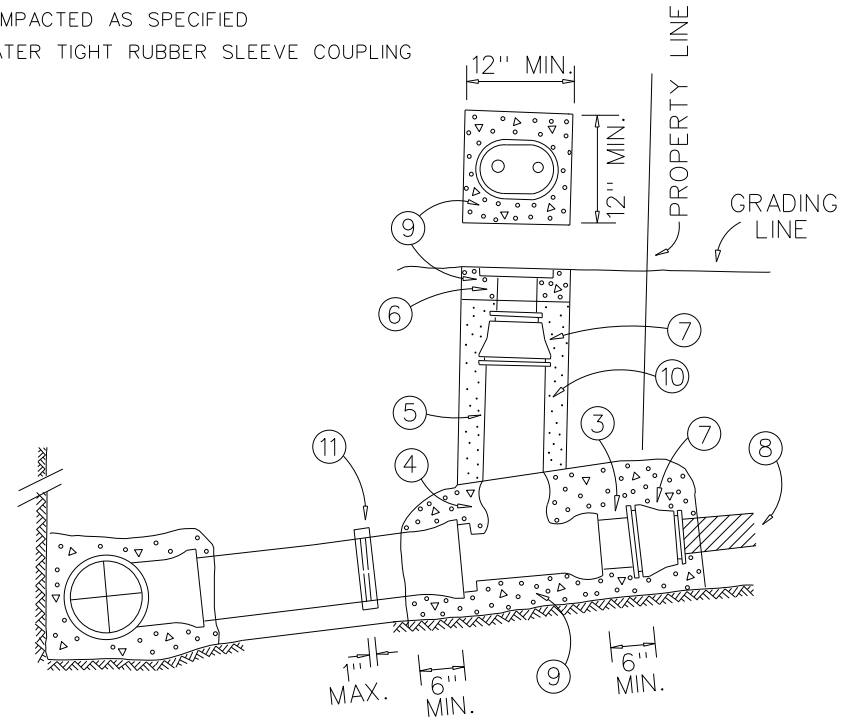 MPACTED AS SPECIFIED
ATER TIGHT RUBBER SLEEVE COUPLING
12" MIN.
12" MIN.
PROPERTY LINE
GRADING
LINE
9
6
7
10
5
3
7
11
4
8
1"
MAX.
6"
MIN.
9
6"
MIN.